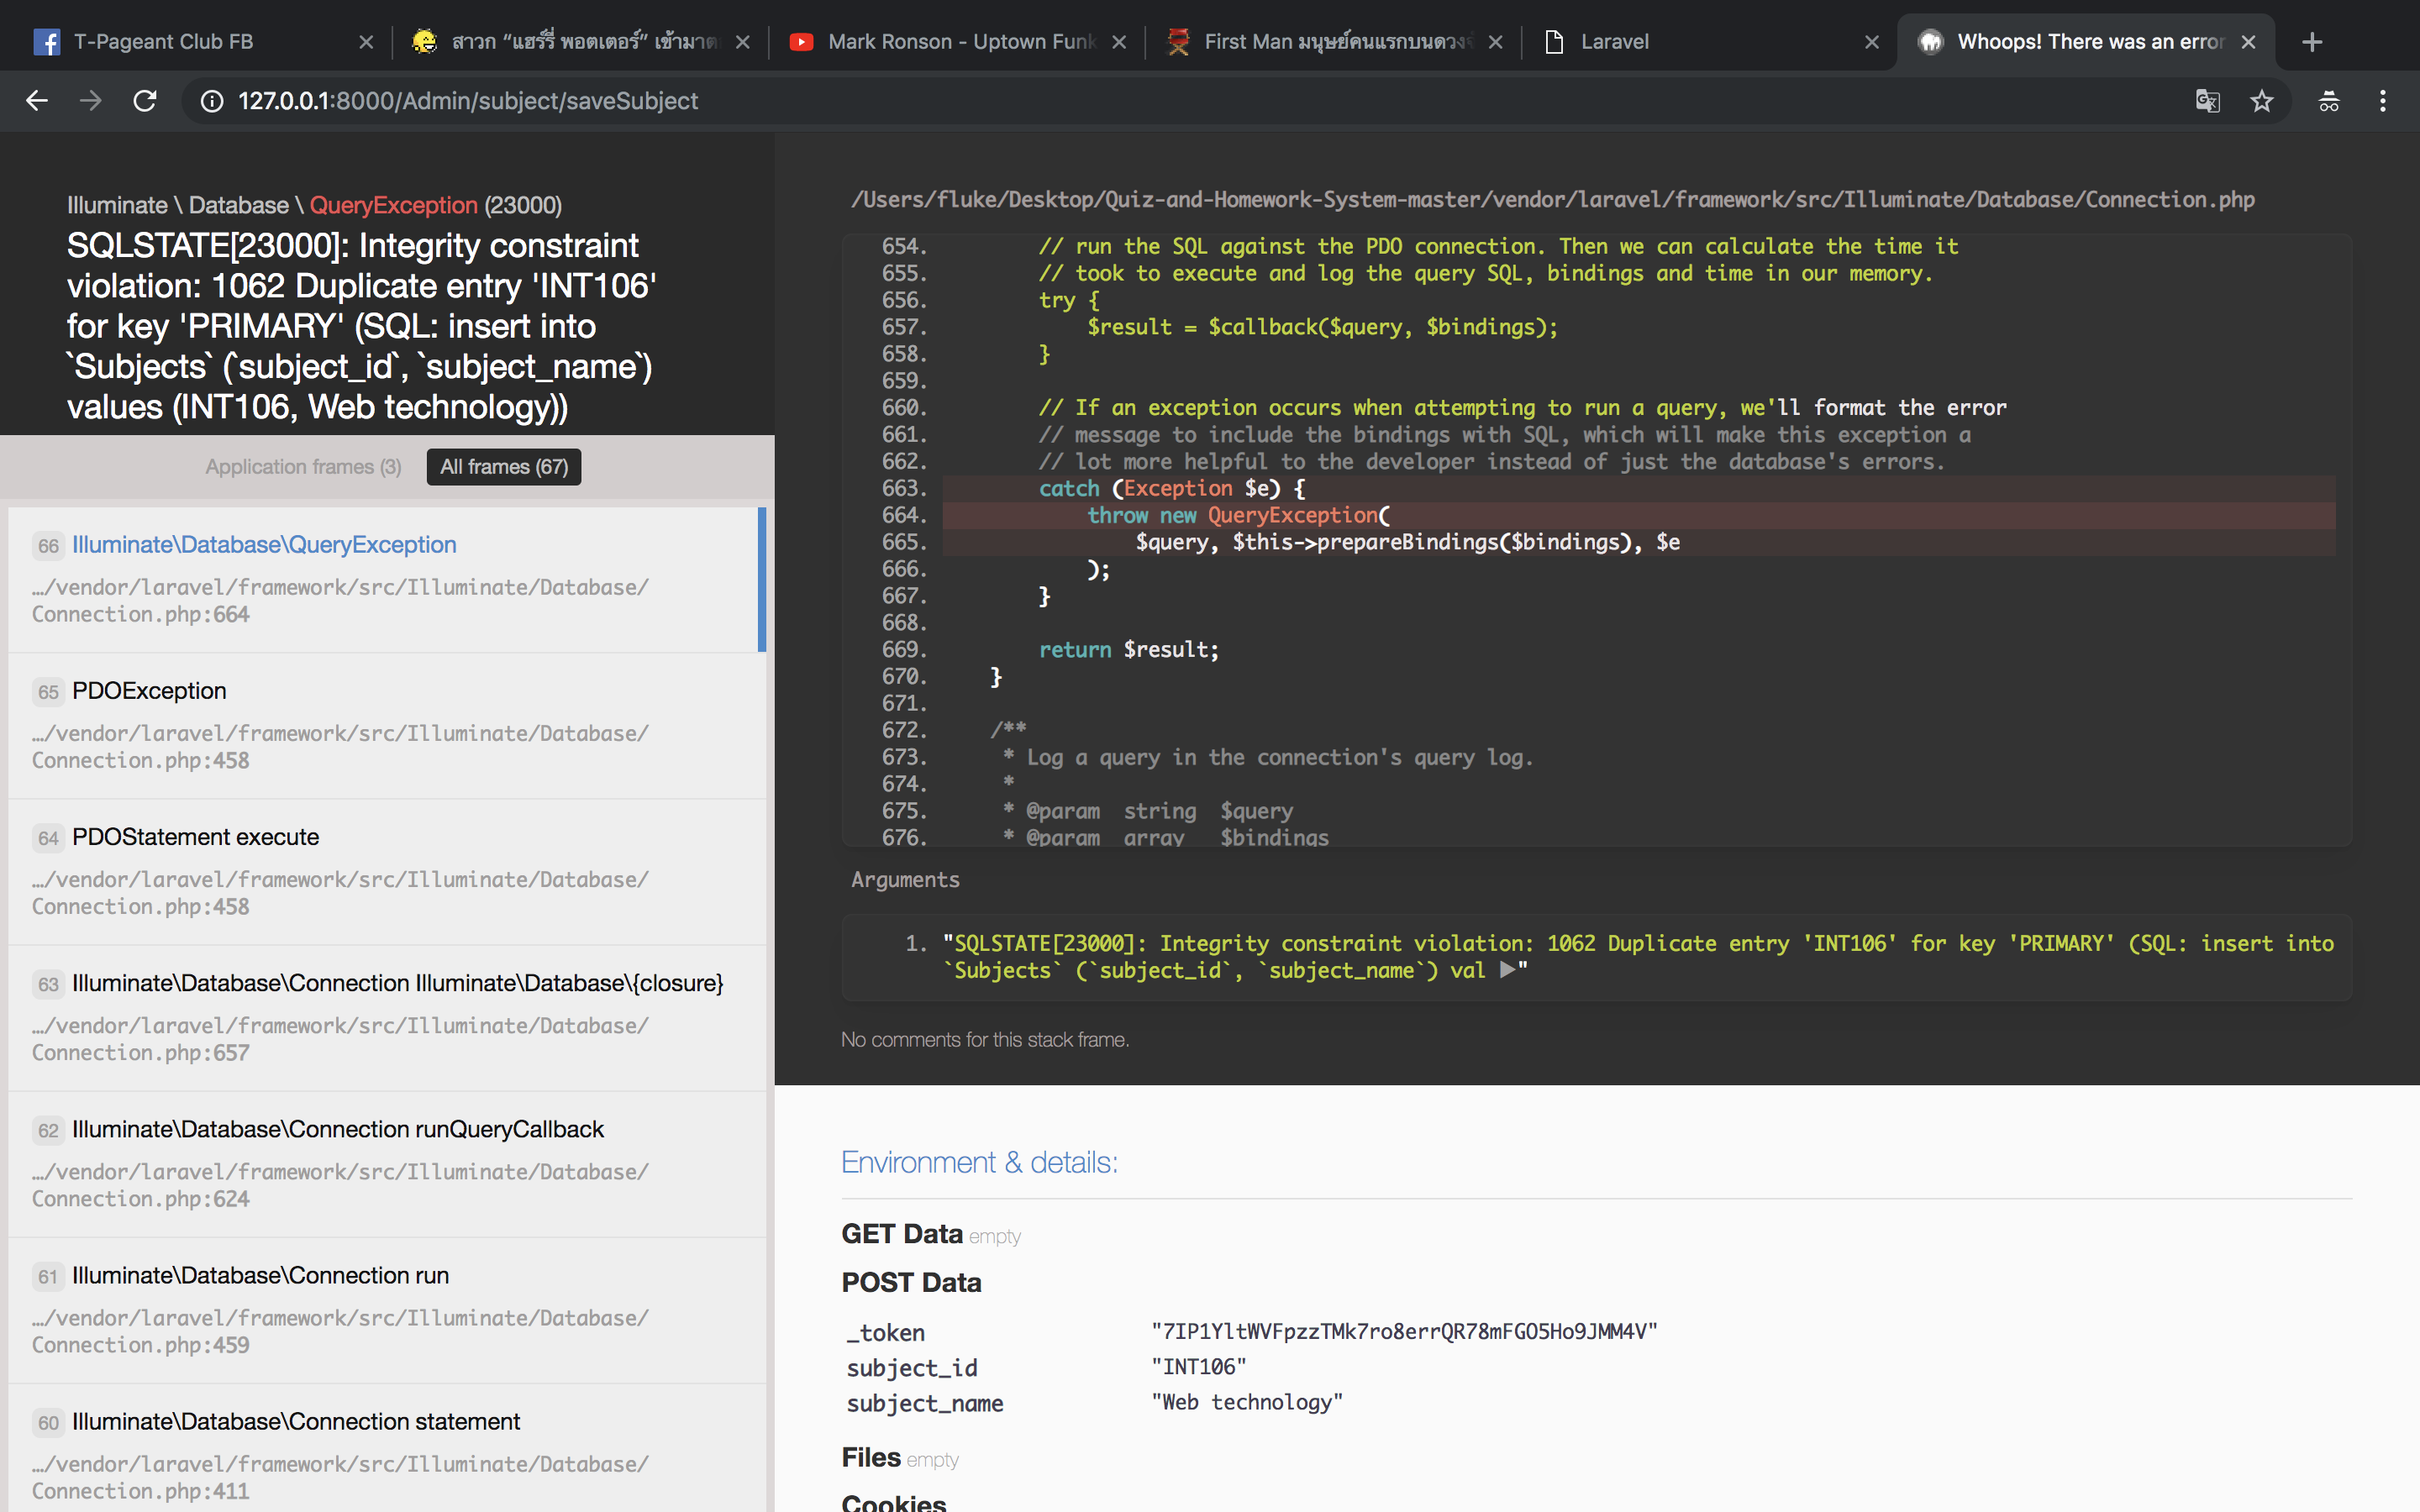 T-Pageant Club FB
สาวก “แฮร์รี่ พอตเตอร์” เข้ามาต
Mark Ronson - Uptown Funk
First Man มนุษย์คนแรกบนดวง
Laravel
Whoops! There was an error
127.0.0.1:8000/Admin/subject/saveSubject
Illuminate \ Database \ QueryException (23000)
SQLSTATE[23000]: Integrity constraint
violation: 1062 Duplicate entry 'INT106'
for key 'PRIMARY' (SQL: insert into
`Subjects` (`subject_id`, `subject_name`)
values (INT106, Web technology))
Application frames (3)
All frames (67)
66 Illuminate\Database\QueryException
…/vendor/laravel/framework/src/Illuminate/Database/
Connection.php:664
65 PDOException
…/vendor/laravel/framework/src/Illuminate/Database/
Connection.php:458
64 PDOStatement execute
…/vendor/laravel/framework/src/Illuminate/Database/
Connection.php:458
63 Illuminate\Database\Connection Illuminate\Database\{closure}
…/vendor/laravel/framework/src/Illuminate/Database/
Connection.php:657
62 Illuminate\Database\Connection runQueryCallback
…/vendor/laravel/framework/src/Illuminate/Database/
Connection.php:624
61 Illuminate\Database\Connection run
…/vendor/laravel/framework/src/Illuminate/Database/
Connection.php:459
60 Illuminate\Database\Connection statement
…/vendor/laravel/framework/src/Illuminate/Database/
Connection.php:411
/Users/fluke/Desktop/Quiz-and-Homework-System-master/vendor/laravel/framework/src/Illuminate/Database/Connection.php
654. // run the SQL against the PDO connection. Then we can calculate the time it
655. // took to execute and log the query SQL, bindings and time in our memory.
656. try {
657. $result = $callback($query, $bindings);
658. }
659.
660. // If an exception occurs when attempting to run a query, we'll format the error
661. // message to include the bindings with SQL, which will make this exception a
662. // lot more helpful to the developer instead of just the database's errors.
663. catch (Exception $e) {
664. throw new QueryException(
665. $query, $this->prepareBindings($bindings), $e
666. );
667. }
668.
669. return $result;
670. }
671.
672. /**
673. * Log a query in the connection's query log.
674. *
675. * @param string $query
676. * @param array $bindings
Arguments
1. "SQLSTATE[23000]: Integrity constraint violation: 1062 Duplicate entry 'INT106' for key 'PRIMARY' (SQL: insert into
`Subjects` (`subject_id`, `subject_name`) val ▶"
No comments for this stack frame.
Environment & details:
GET Data empty
POST Data
_token "7IP1YltWVFpzzTMk7ro8errQR78mFGO5Ho9JMM4V"
subject_id "INT106"
subject_name "Web technology"
Files empty
Cookies